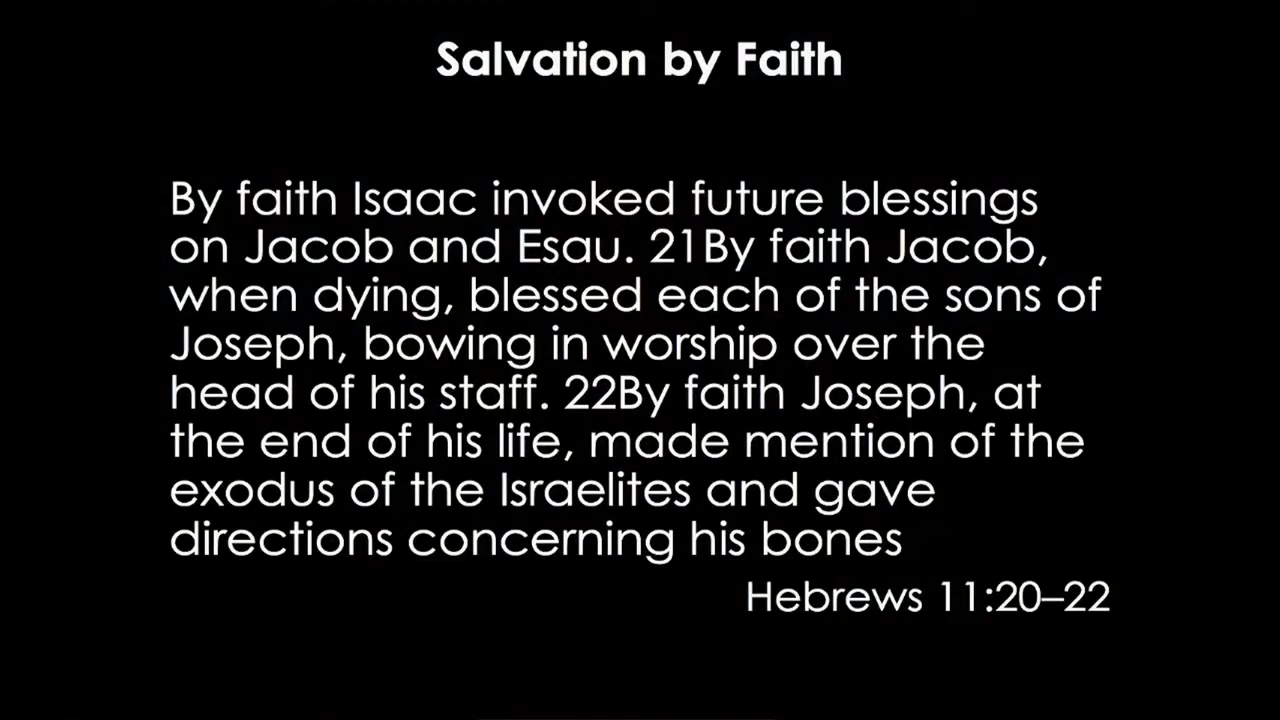 Salvation by Faith
By faith Isaac invoked future blessings
on Jacob and Esau. 21By faith Jacob,
when dying, blessed each of the sons of
Joseph, bowing in worship over the
head of his staff. 22By faith Joseph, at
the end of his life, made mention of the
exodus of the Israelites and gave
directions concerning his bones
Hebrews 11:20–22